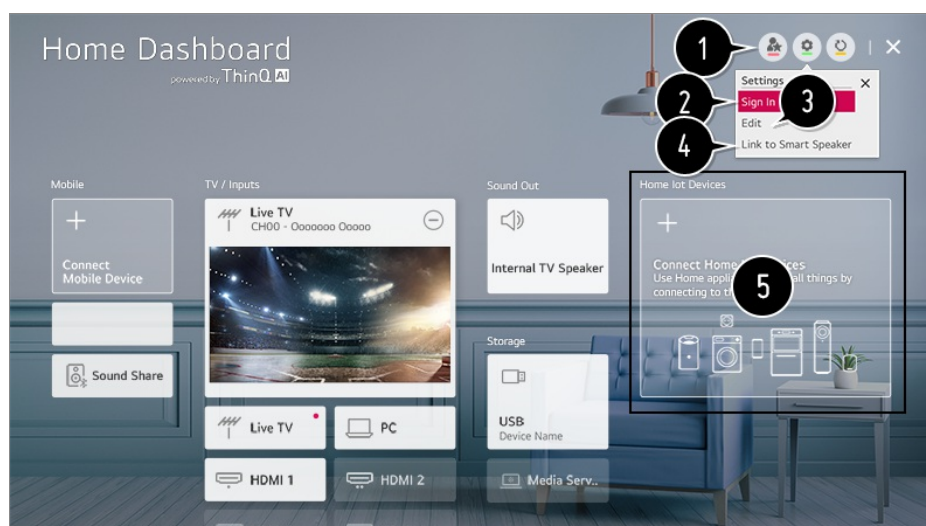 Home Dashboard
powered by ThinQ AI
1
2
3
4
Settings
Sign In
Edit
Link to Smart Speaker
Mobile
TV / Inputs
Sound Out
Home Iot Devices
Connect
Mobile Device
Live TV
CH00 - Ooooooo Ooooo
Internal TV Speaker
Connect Home
Use Home all things by
connecting to
5
Sound Share
Storage
USB
Device Name
Live TV
PC
HDMI 1
HDMI 2
Media Serv..